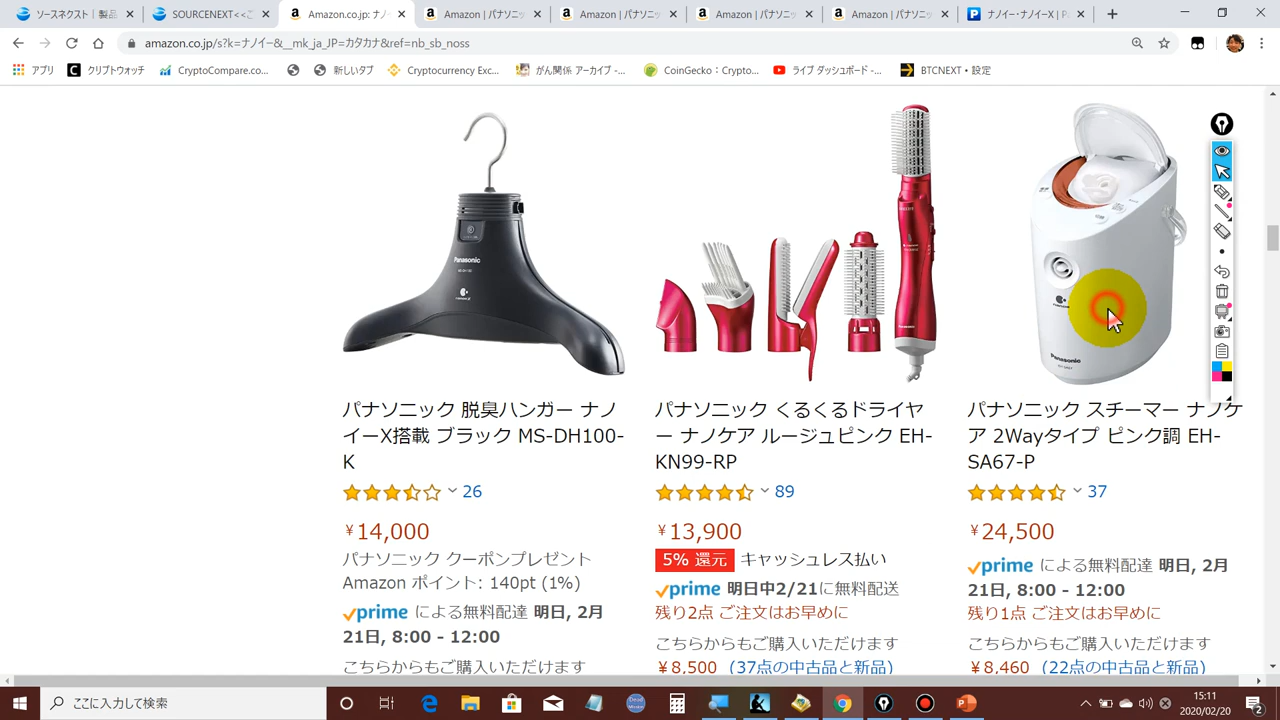 ソースネクスト | 製品
SOURCENEXT<<ご
Amazon.co.jp: ナノ
Amazon | パナソニッ
Amazon | パナソニッ
Amazon | パナソニッ
Amazon | パナソニッ
ナノイー・ナノイーX | P
amazon.co.jp/s?k=ナノイー&__mk_ja_JP=カタカナ&ref=nb_sb_noss
アプリ
クリプトウォッチ
CryptoCompare.co...
新しいタブ
Cryptocurrency Exc...
がん関係 アーカイブ -...
CoinGecko：Crypto...
ライブ ダッシュボード -...
BTCNEXT • 設定
Panasonic
Panasonic
パナソニック 脱臭ハンガー ナノ
イーX搭載 ブラック MS-DH100-
K
26
¥14,000
パナソニック クーポンプレゼント
Amazon ポイント: 140pt (1%)
prime による無料配達 明日, 2月
21日, 8:00 - 12:00
こちらからもご購入いただけます
パナソニック くるくるドライヤ
ー ナノケア ルージュピンク EH-
KN99-RP
89
¥13,900
5% 還元 キャッシュレス払い
prime 明日中2/21に無料配送
残り2点 ご注文はお早めに
こちらからもご購入いただけます
¥8,500 (37点の中古品と新品)
パナソニック スチーマー ナノケ
ア 2Wayタイプ ピンク調 EH-
SA67-P
37
¥24,500
prime による無料配達 明日, 2月
21日, 8:00 - 12:00
残り1点 ご注文はお早めに
こちらからもご購入いただけます
¥8,460 (22点の中古品と新品)
ここに入力して検索
15:11
2020/02/20
2